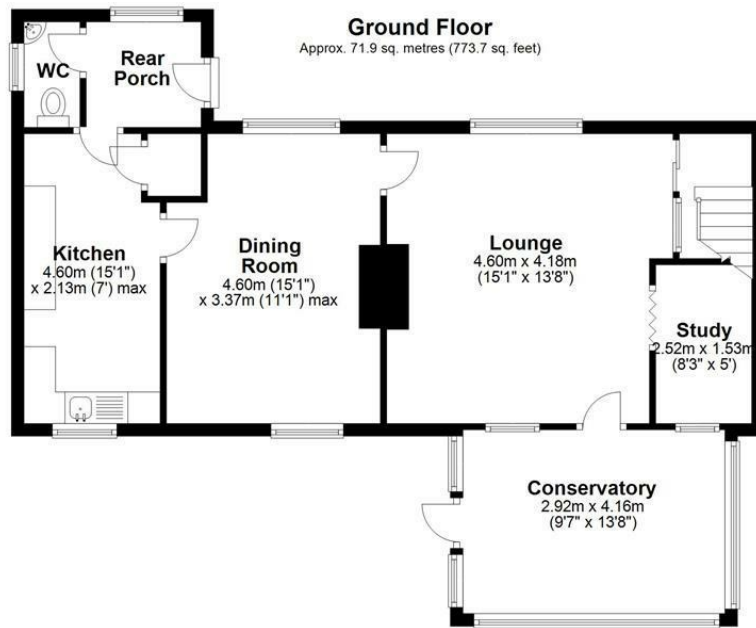 Ground Floor
Approx. 71.9 sq. metres (773.7 sq. feet)
WC
Rear
Porch
Kitchen
4.60m (15'1")
x 2.13m (7') max
Dining
Room
4.60m (15'1")
x 3.37m (11'1") max
Lounge
4.60m x 4.18m
(15'1" x 13'8")
Study
2.52m x 1.53m
(8'3" x 5')
Conservatory
2.92m x 4.16m
(9'7" x 13'8")